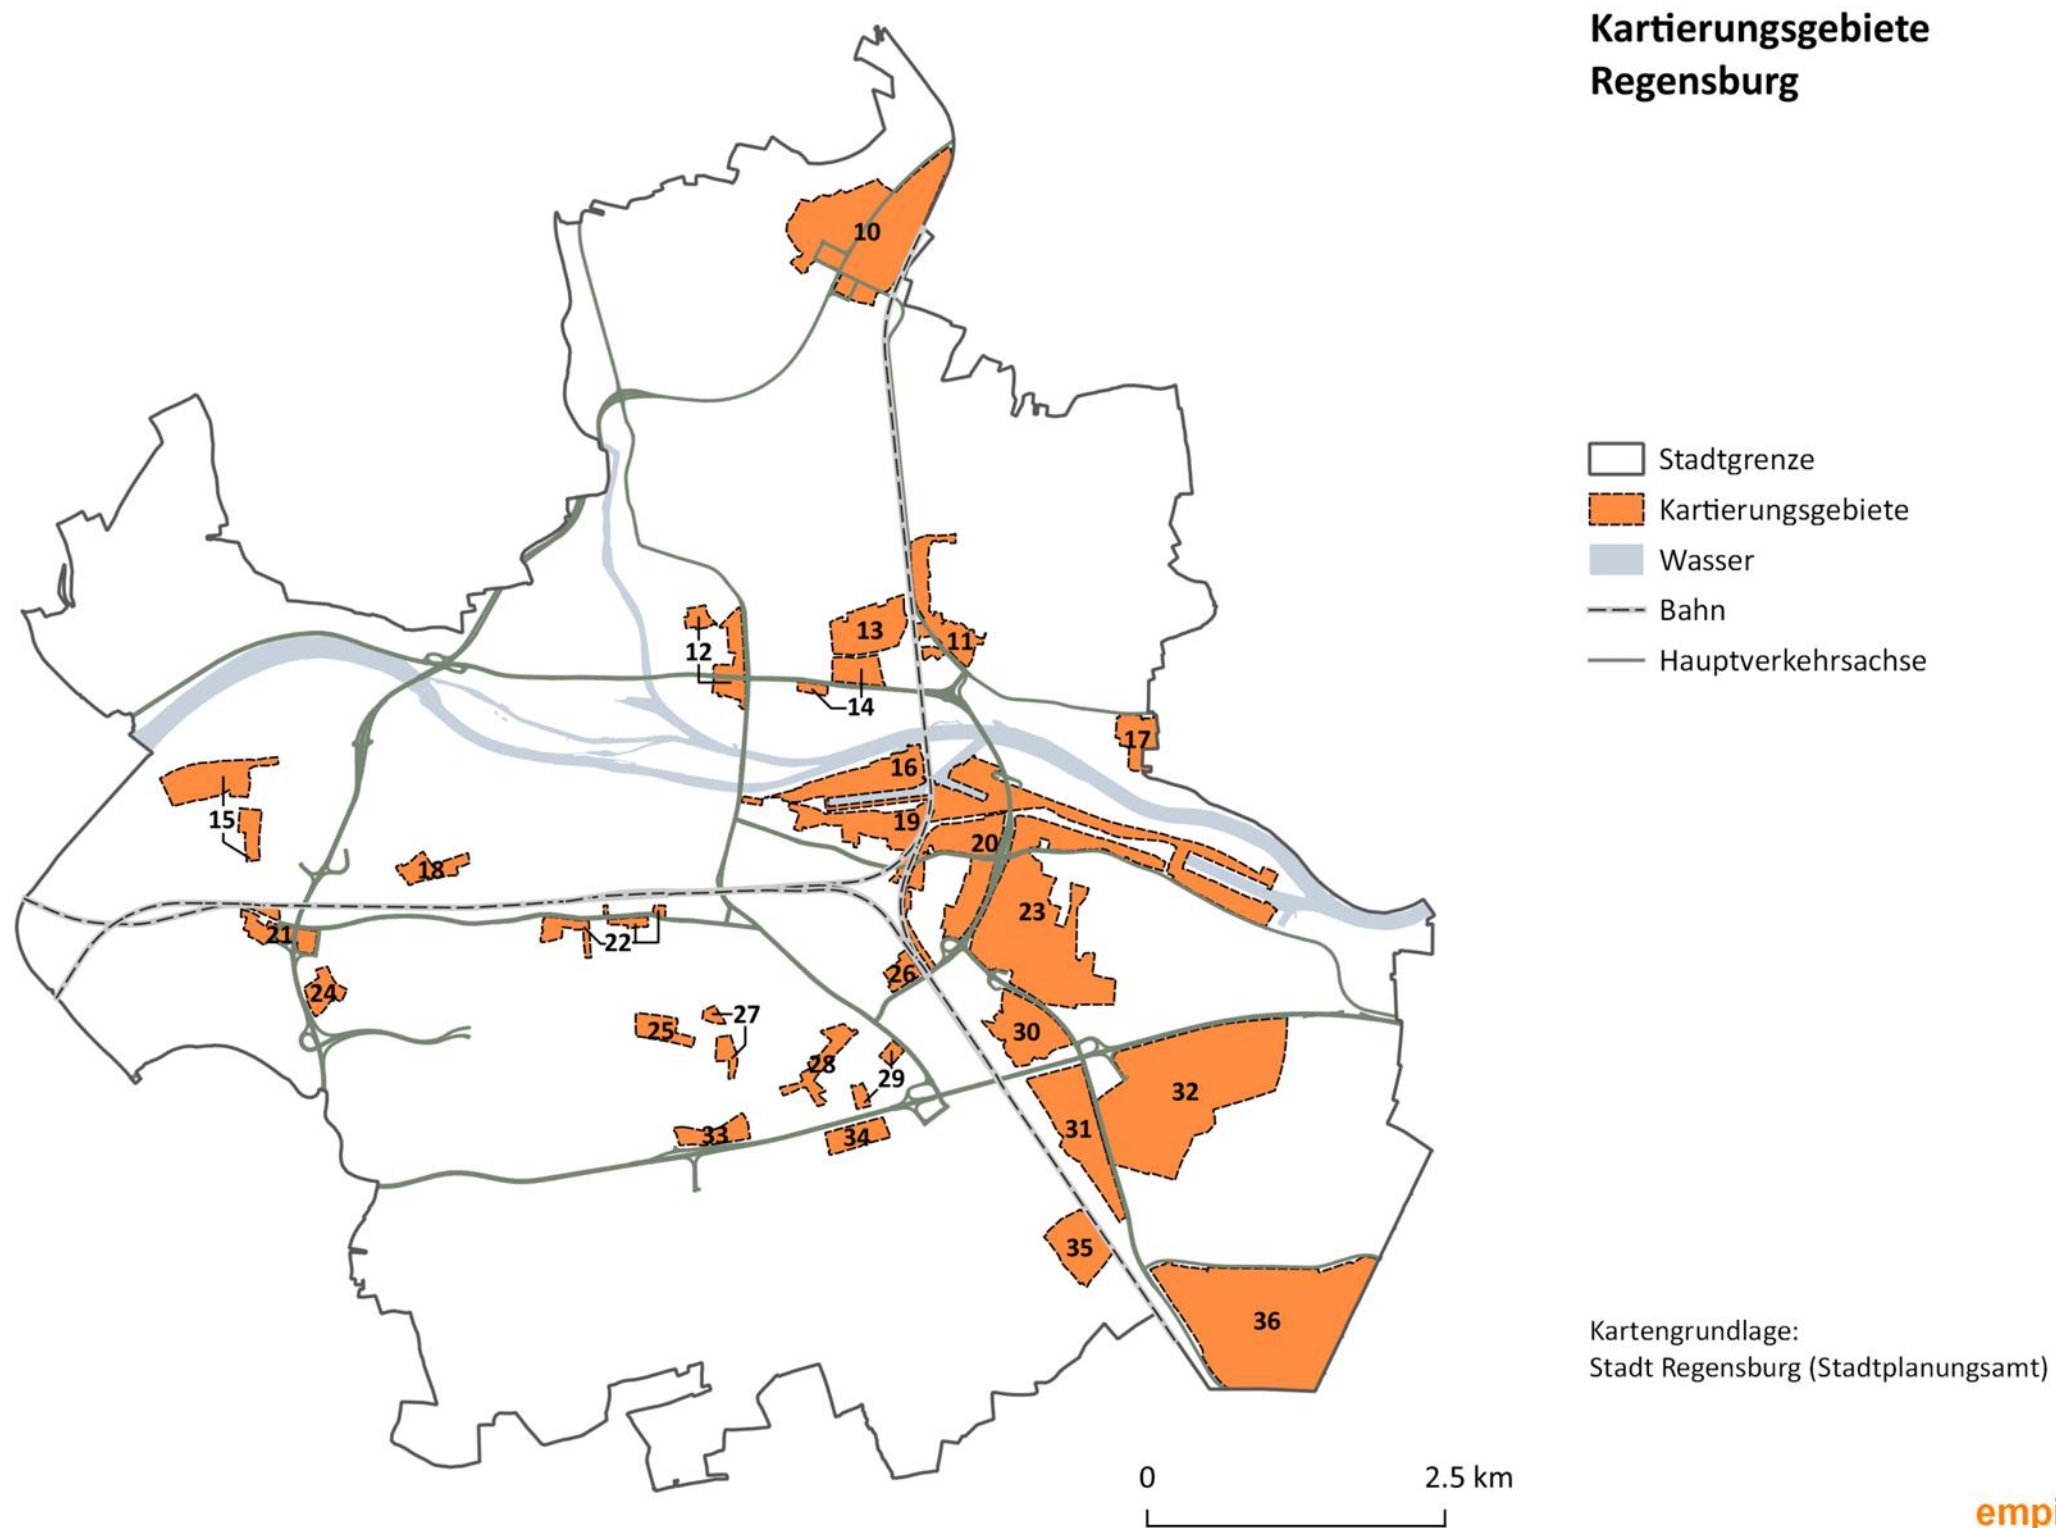 Kartierungsgebiete
Regensburg
10
Stadtgrenze
Kartierungsgebiete
Wasser
Bahn
Hauptverkehrsachse
13
11
12
14
17
16
15
19
20
18
23
21
22
26
24
27
25
30
28
29
32
31
33
34
35
36
Kartengrundlage:
Stadt Regensburg (Stadtplanungsamt)
0 2.5 km